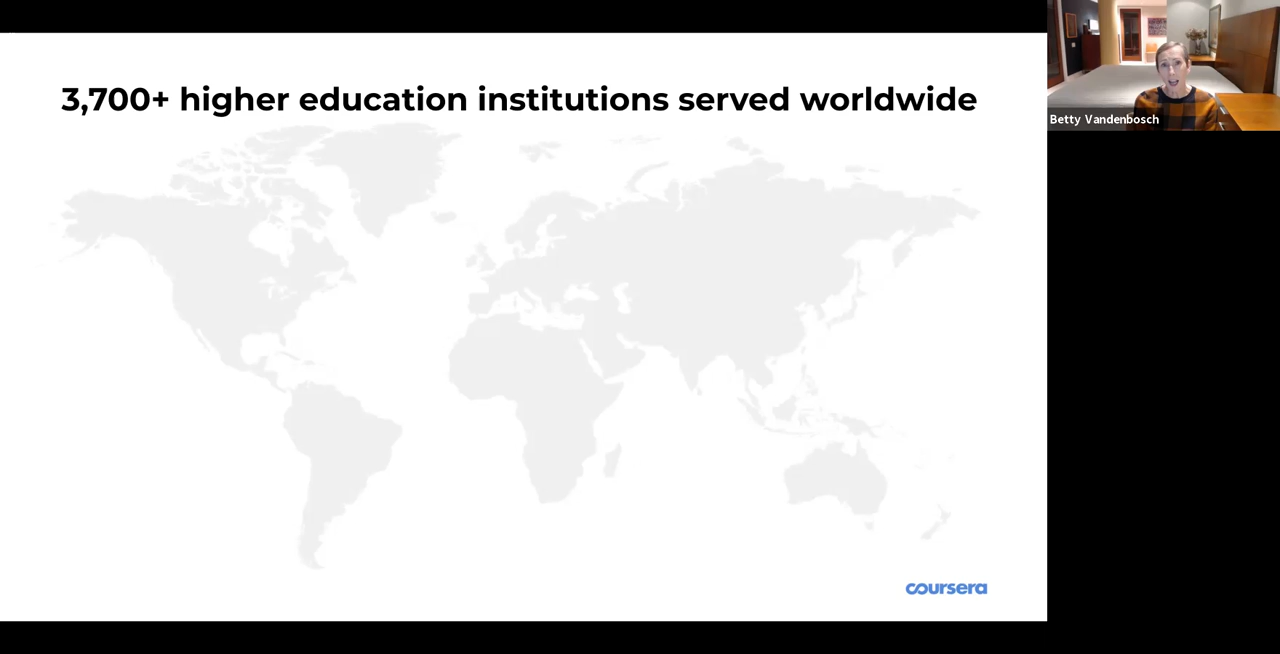 3,700+ higher education institutions served worldwide
Betty Vandenbosch
coursera